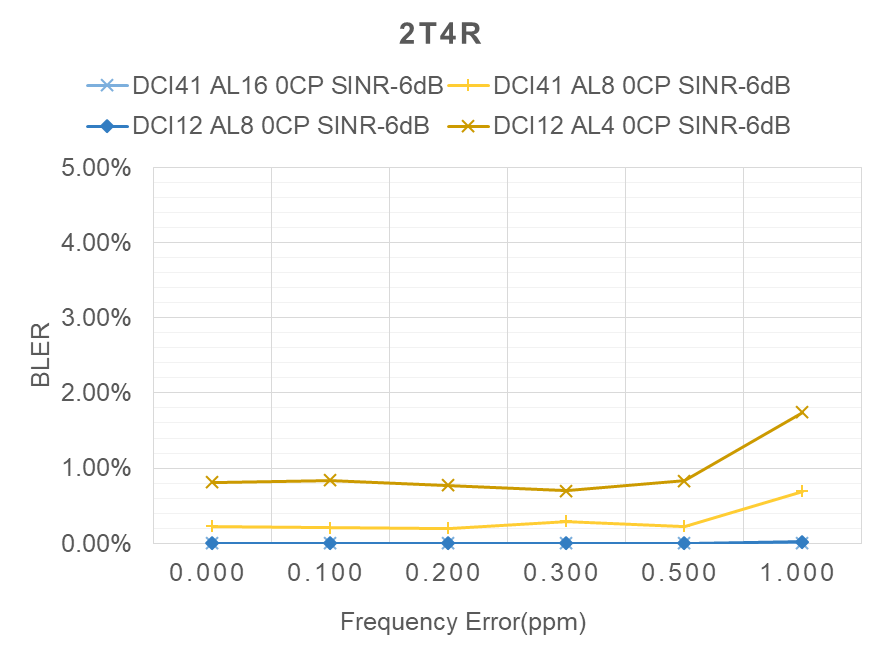 2T4R
DCI41 AL16 0CP SINR-6dB DCI41 AL8 0CP SINR-6dB
DCI12 AL8 0CP SINR-6dB DCI12 AL4 0CP SINR-6dB
5.00%
4.00%
3.00%
2.00%
1.00%
0.00%
BLER
0.000 0.100 0.200 0.300 0.500 1.000
Frequency Error(ppm)